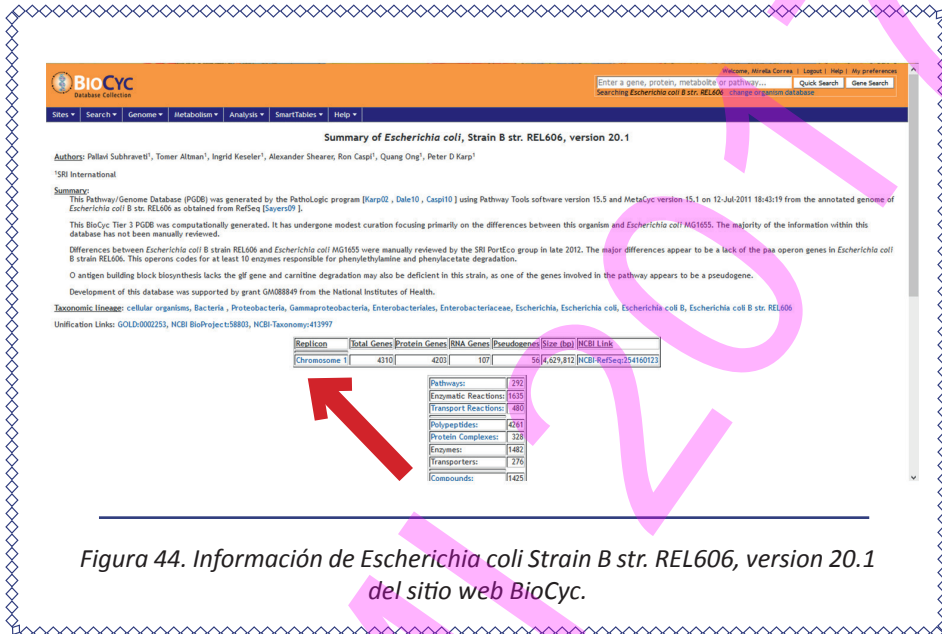 Welcome, Mirela Correa | Logout | Help | My preferences
BIOCYC
Database Collection
Enter a gene, protein, metabolite or pathway... Quick Search Gene Search
Searching Escherichia coli B str. REL606 change organism database
Sites Search Genome Metabolism Analysis SmartTables Help
Summary of Escherichia coli, Strain B str. REL606, version 20.1
Authors: Pallavi Subhraveti¹, Tomer Altman¹, Ingrid Keseler¹, Alexander Shearer, Ron Caspi¹, Quang Ong¹, Peter D Karp¹
¹SRI International
Summary:
This Pathway/Genome Database (PGDB) was generated by the PathoLogic program [Karp02 , Dale10 , Caspi10 ] using Pathway Tools software version 15.5 and MetaCyc version 15.1 on 12-Jul-2011 18:43:19 from the annotated genome of
Escherichia coli B str. REL606 as obtained from RefSeq [Sayers09 ].
This BioCyc Tier 3 PGDB was computationally generated. It has undergone modest curation focusing primarily on the differences between this organism and Escherichia coli MG1655. The majority of the information within this
database has not been manually reviewed.
Differences between Escherichia coli B strain REL606 and Escherichia coli MG1655 were manually reviewed by the SRI PortEco group in late 2012. The major differences appear to be a lack of the paa operon genes in Escherichia coli
B strain REL606. This operons codes for at least 10 enzymes responsible for phenylethylamine and phenylacetate degradation.
O antigen building block biosynthesis lacks the glf gene and carnitine degradation may also be deficient in this strain, as one of the genes involved in the pathway appears to be a pseudogene.
Development of this database was supported by grant GM088849 from the National Institutes of Health.
Taxonomic lineage: cellular organisms, Bacteria , Proteobacteria, Gammaproteobacteria, Enterobacteriales, Enterobacteriaceae, Escherichia, Escherichia coli, Escherichia coli B, Escherichia coli B str. REL606
Unification Links: GOLD:0002253, NCBI BioProject:58803, NCBI-Taxonomy:413997
Replicon Total Genes Protein Genes RNA Genes Pseudogenes Size (bp) NCBI Link
Chromosome 1 4310 4203 107 56 4,629,812 NCBI-RefSeq:254160123
Pathways: 292
Enzymatic Reactions: 1635
Transport Reactions: 480
Polypeptides: 4261
Protein Complexes: 328
Enzymes: 1482
Transporters: 276
Compounds: 1425
Figura 44. Información de Escherichia coli Strain B str. REL606, version 20.1
del sitio web BioCyc.